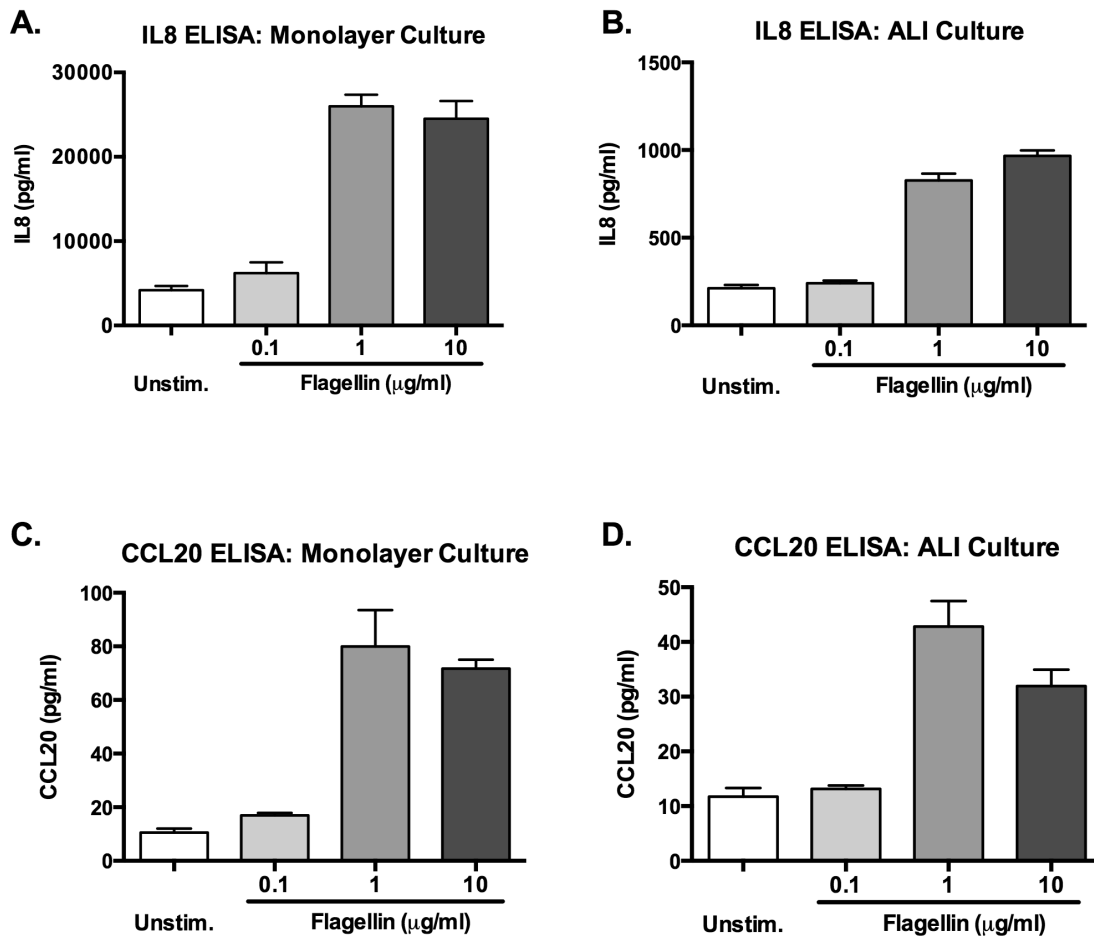 A.
IL8 ELISA: Monolayer Culture
30000
20000
10000
0
IL8 (pg/ml)
0.1
1
10
Unstim.
Flagellin (μg/ml)
B.
IL8 ELISA: ALI Culture
1500
1000
500
0
IL8 (pg/ml)
0.1
1
10
Unstim.
Flagellin (μg/ml)
C.
CCL20 ELISA: Monolayer Culture
100
80
60
40
20
0
CCL20 (pg/ml)
0.1
1
10
Unstim.
Flagellin (μg/ml)
D.
CCL20 ELISA: ALI Culture
50
40
30
20
10
0
CCL20 (pg/ml)
0.1
1
10
Unstim.
Flagellin (μg/ml)